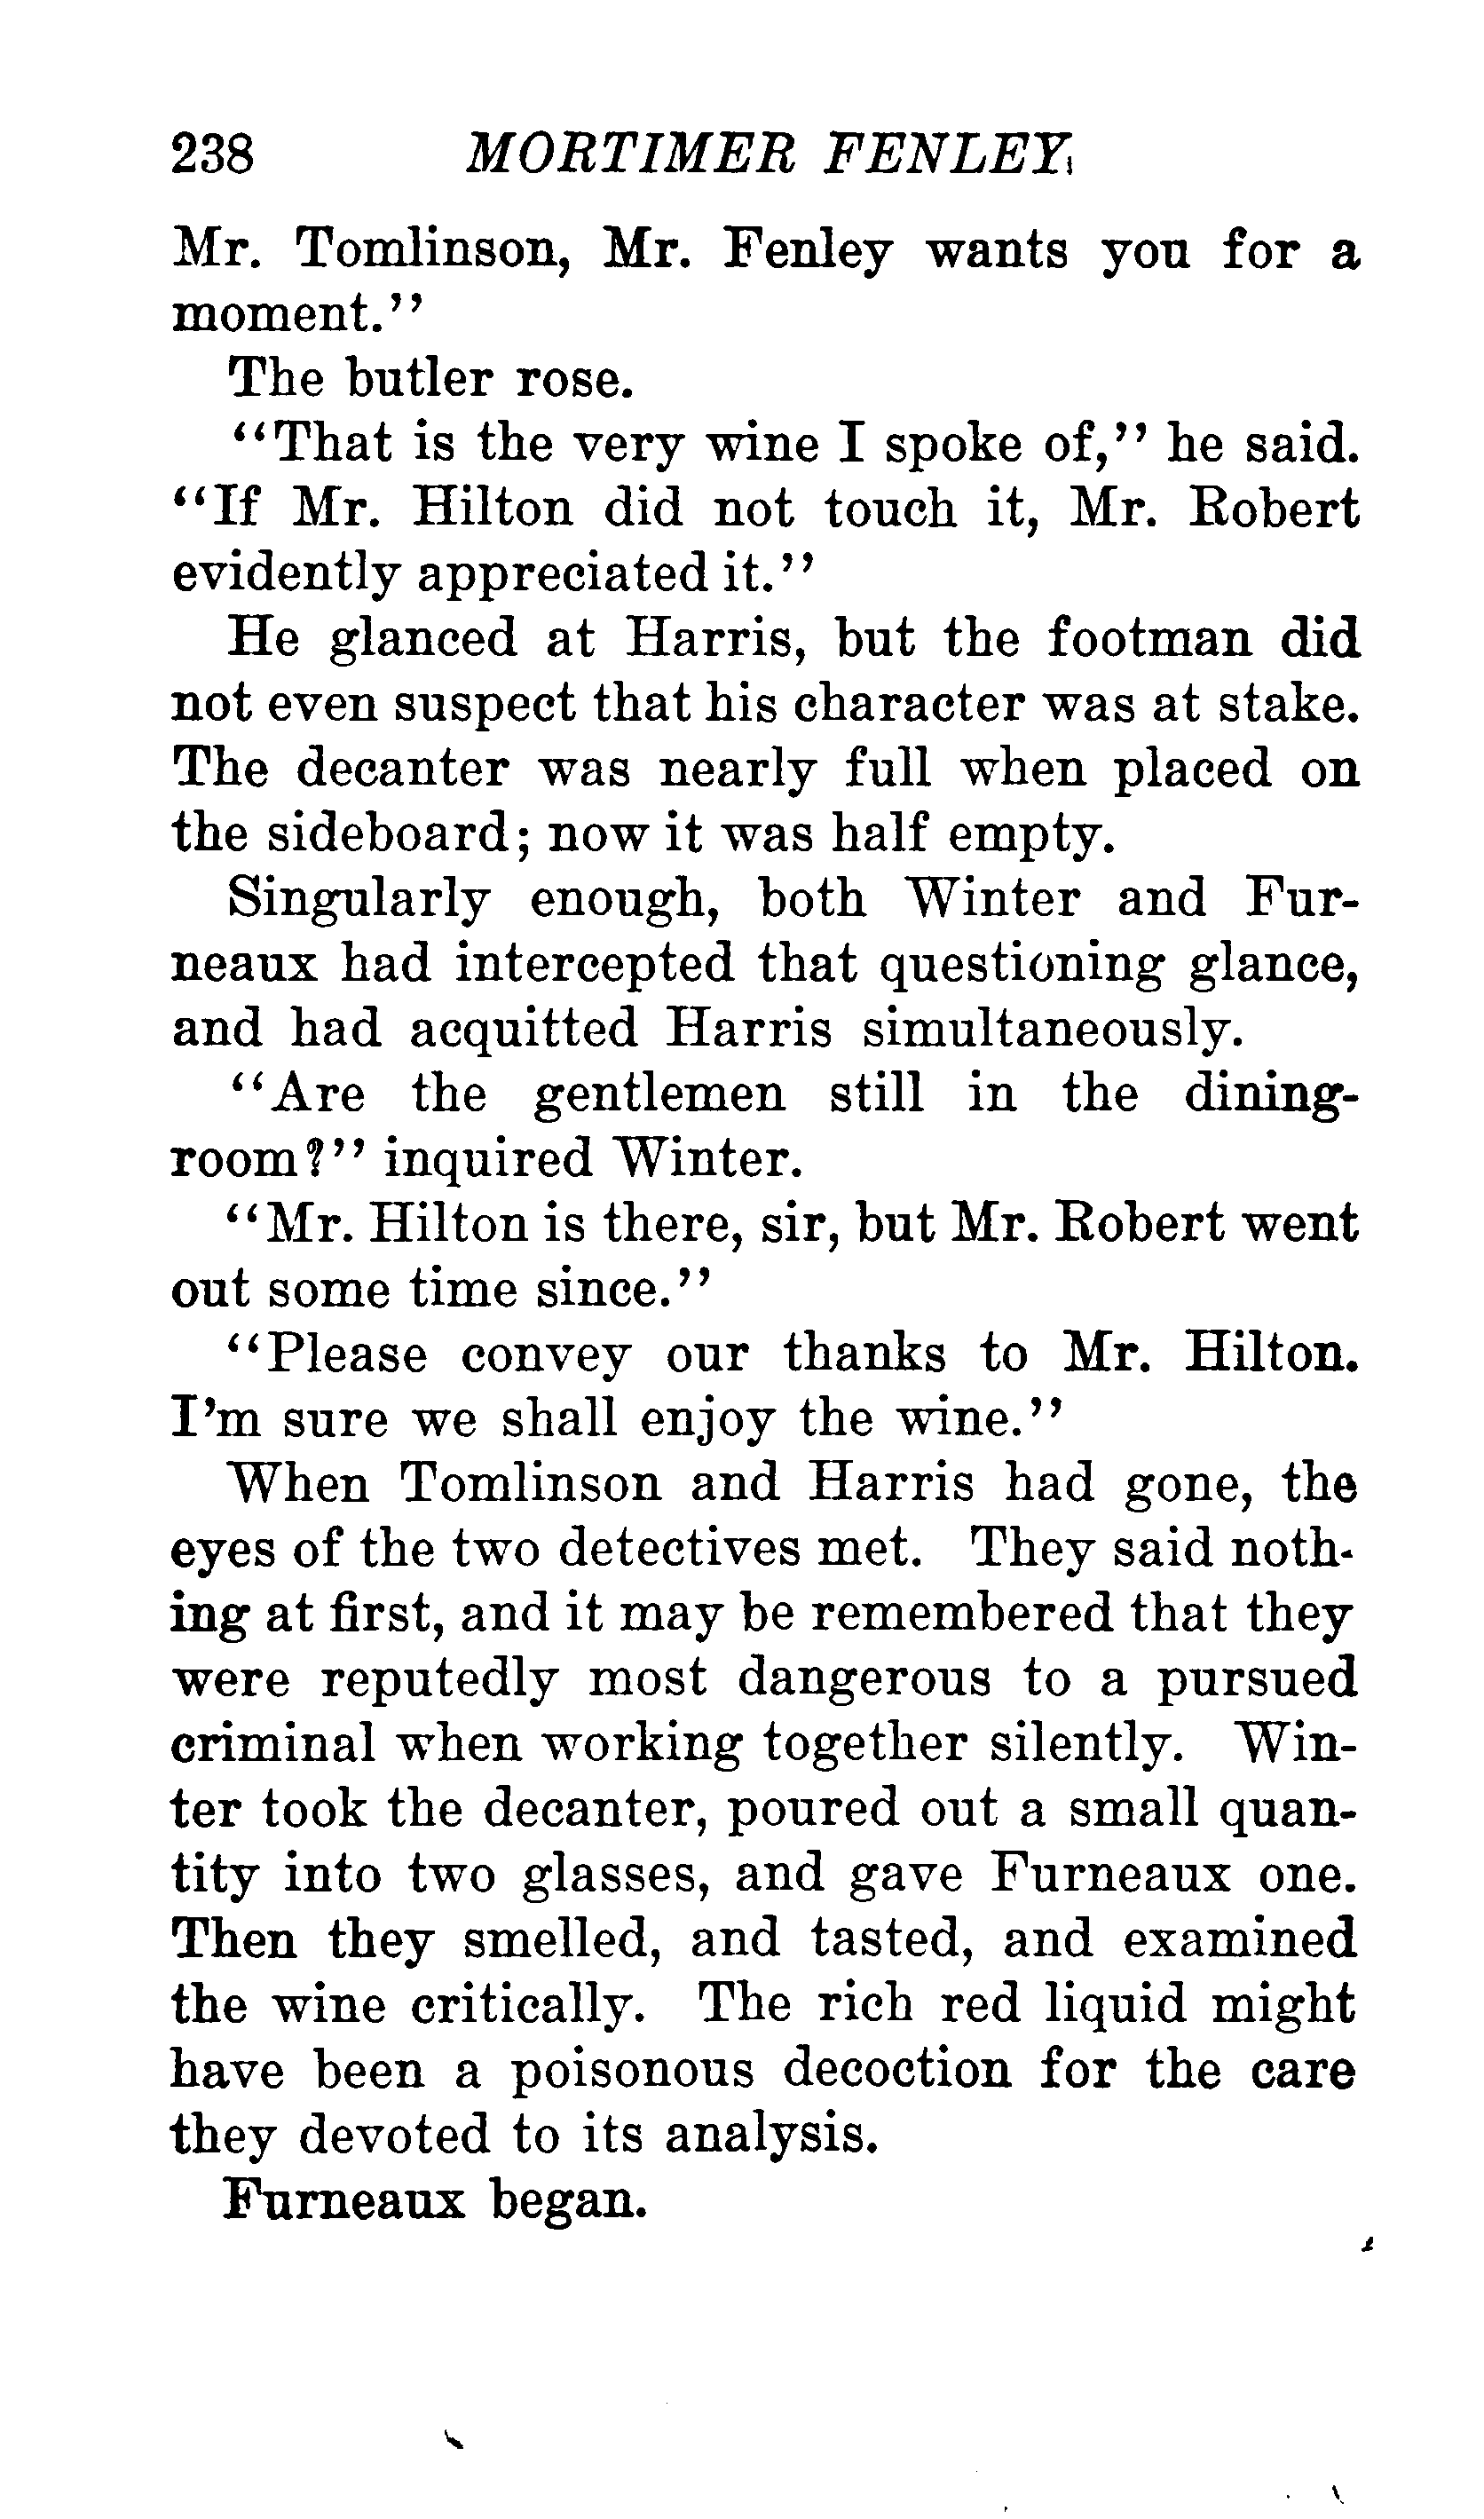 238 MORTIMER FENLEY
Mr. Tomlinson, Mr. Fenley wants you for a
moment."
The butler rose.
"That is the very wine I spoke of," he said.
"If Mr. Hilton did not touch it, Mr. Robert
evidently appreciated it."
He glanced at Harris, but the footman did
not even suspect that his character was at stake.
The decanter was nearly full when placed on
the sideboard; now it was half empty.
Singularly enough, both Winter and Fur-
neaux had intercepted that questioning glance,
and had acquitted Harris simultaneously.
"Are the gentlemen still in the dining-
room?" inquired Winter.
"Mr. Hilton is there, sir, but Mr. Robert went
out some time since."
"Please convey our thanks to Mr. Hilton.
I'm sure we shall enjoy the wine."
When Tomlinson and Harris had gone, the
eyes of the two detectives met. They said noth-
ing at first, and it may be remembered that they
were reputedly most dangerous to a pursued
criminal when working together silently. Win-
ter took the decanter, poured out a small quan-
tity into two glasses, and gave Furneaux one.
Then they smelled, and tasted, and examined
the wine critically. The rich red liquid might
have been a poisonous decoction for the care
they devoted to its analysis.
Furneaux began.